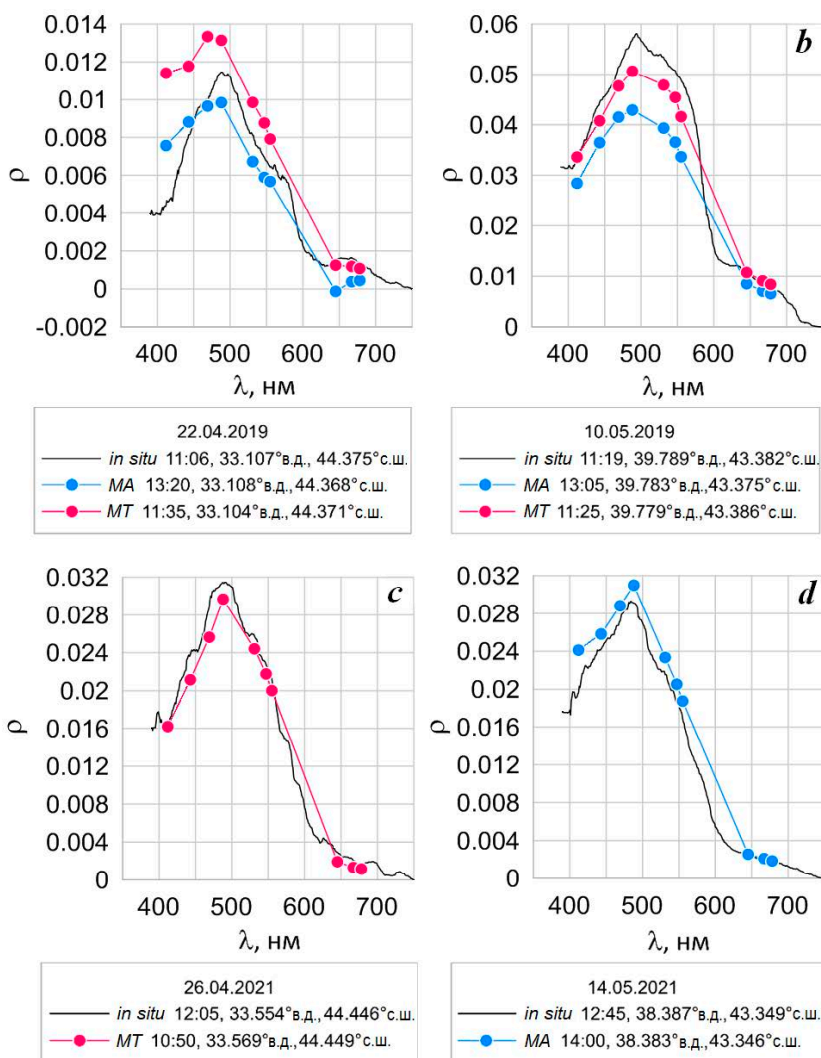 0.014
0.012
0.01
0.008
0.006
0.004
0.002
0
-0.002
ρ
400 500 600 700
λ, нм
22.04.2019
in situ 11:06, 33.107°в.д., 44.375°с.ш.
MA 13:20, 33.108°в.д., 44.368°с.ш.
MT 11:35, 33.104°в.д., 44.371°с.ш.
b
0.06
0.05
0.04
0.03
0.02
0.01
0
ρ
400 500 600 700
λ, нм
10.05.2019
in situ 11:19, 39.789°в.д., 43.382°с.ш.
MA 13:05, 39.783°в.д., 43.375°с.ш.
MT 11:25, 39.779°в.д., 43.386°с.ш.
c
0.032
0.028
0.024
0.02
0.016
0.012
0.008
0.004
0
ρ
400 500 600 700
λ, нм
26.04.2021
in situ 12:05, 33.554°в.д., 44.446°с.ш.
MT 10:50, 33.569°в.д., 44.449°с.ш.
d
0.032
0.028
0.024
0.02
0.016
0.012
0.008
0.004
0
ρ
400 500 600 700
λ, нм
14.05.2021
in situ 12:45, 38.387°в.д., 43.349°с.ш.
MA 14:00, 38.383°в.д., 43.346°с.ш.